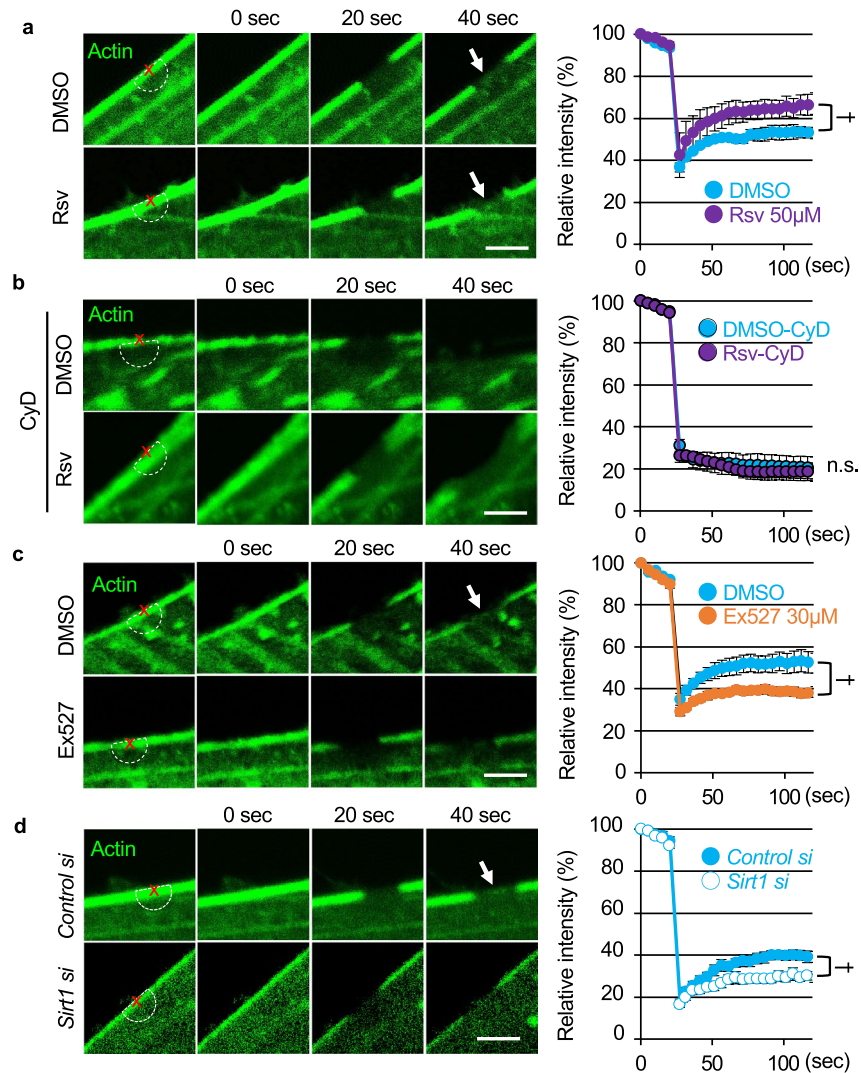 a
0 sec 20 sec 40 sec
Actin
x
DMSO
x
Rsv
Relative intensity (%)
100
80
60
40
20
0
0 50 100 (sec)
DMSO
Rsv 50µM
b
0 sec 20 sec 40 sec
Actin
x
CyD
DMSO
x
Rsv
Relative intensity (%)
100
80
60
40
20
0
0 50 100 (sec)
DMSO-CyD
Rsv-CyD
n.s.
c
0 sec 20 sec 40 sec
Actin
x
DMSO
x
Ex527
Relative intensity (%)
100
80
60
40
20
0
0 50 100 (sec)
DMSO
Ex527 30µM
d
0 sec 20 sec 40 sec
Actin
x
Control si
x
Sirt1 si
Relative intensity (%)
100
80
60
40
20
0
0 50 100 (sec)
Control si
Sirt1 si